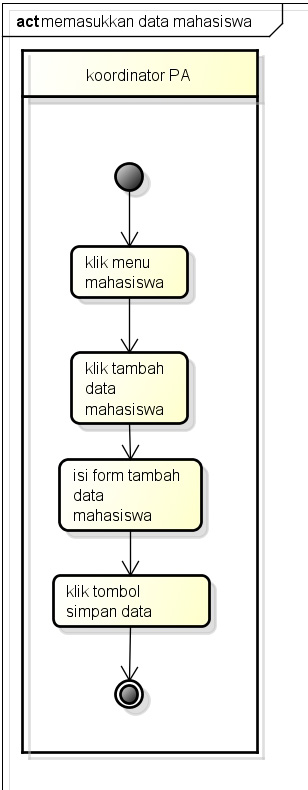 act memasukkan data mahasiswa
koordinator PA
klik menu
mahasiswa
klik tambah
data
mahasiswa
isi form tambah
data
mahasiswa
klik tombol
simpan data